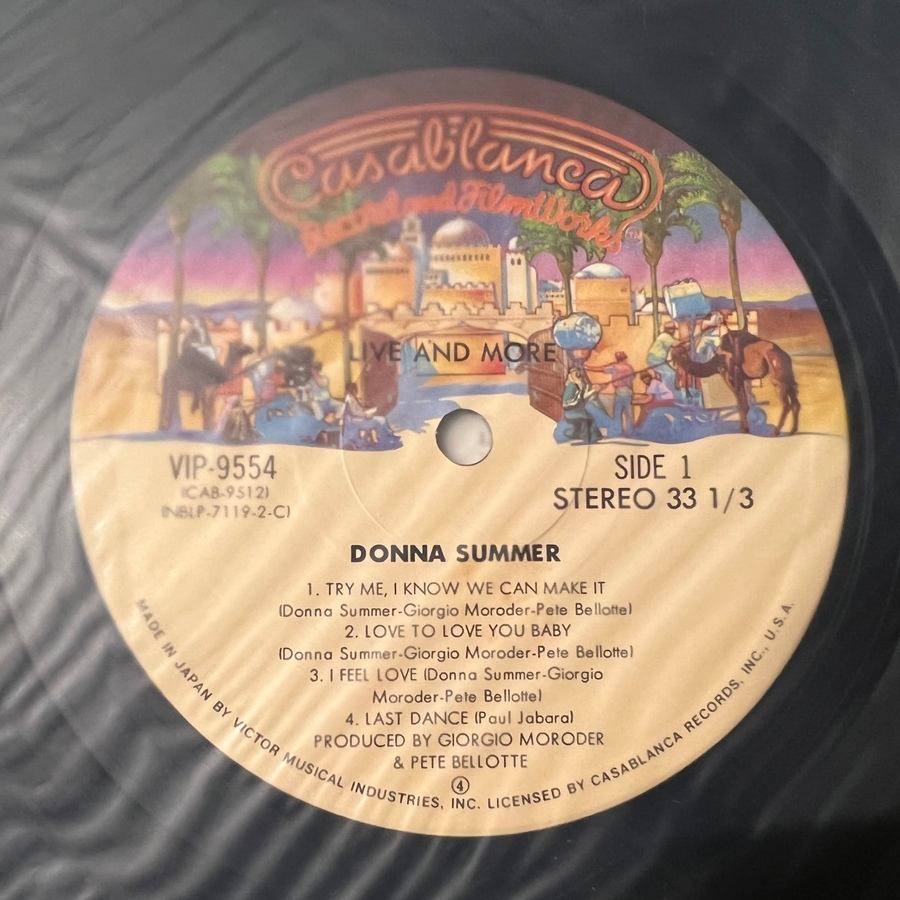 Casablanca
Record and FilmWorks
LIVE AND MORE
VIP-9554
(CAB-9512)
(NBLP-7119-2-C)
SIDE 1
STEREO 33 1/3
DONNA SUMMER
1. TRY ME, I KNOW WE CAN MAKE IT
(Donna Summer-Giorgio Moroder-Pete Bellotte)
2. LOVE TO LOVE YOU BABY
(Donna Summer-Giorgio Moroder-Pete Bellotte)
3. I FEEL LOVE (Donna Summer-Giorgio
Moroder-Pete Bellotte)
4. LAST DANCE (Paul Jabara)
PRODUCED BY GIORGIO MORODER
& PETE BELLOTTE
④
MADE IN JAPAN BY VICTOR MUSICAL INDUSTRIES, INC. LICENSED BY CASABLANCA RECORDS, INC., U.S.A.